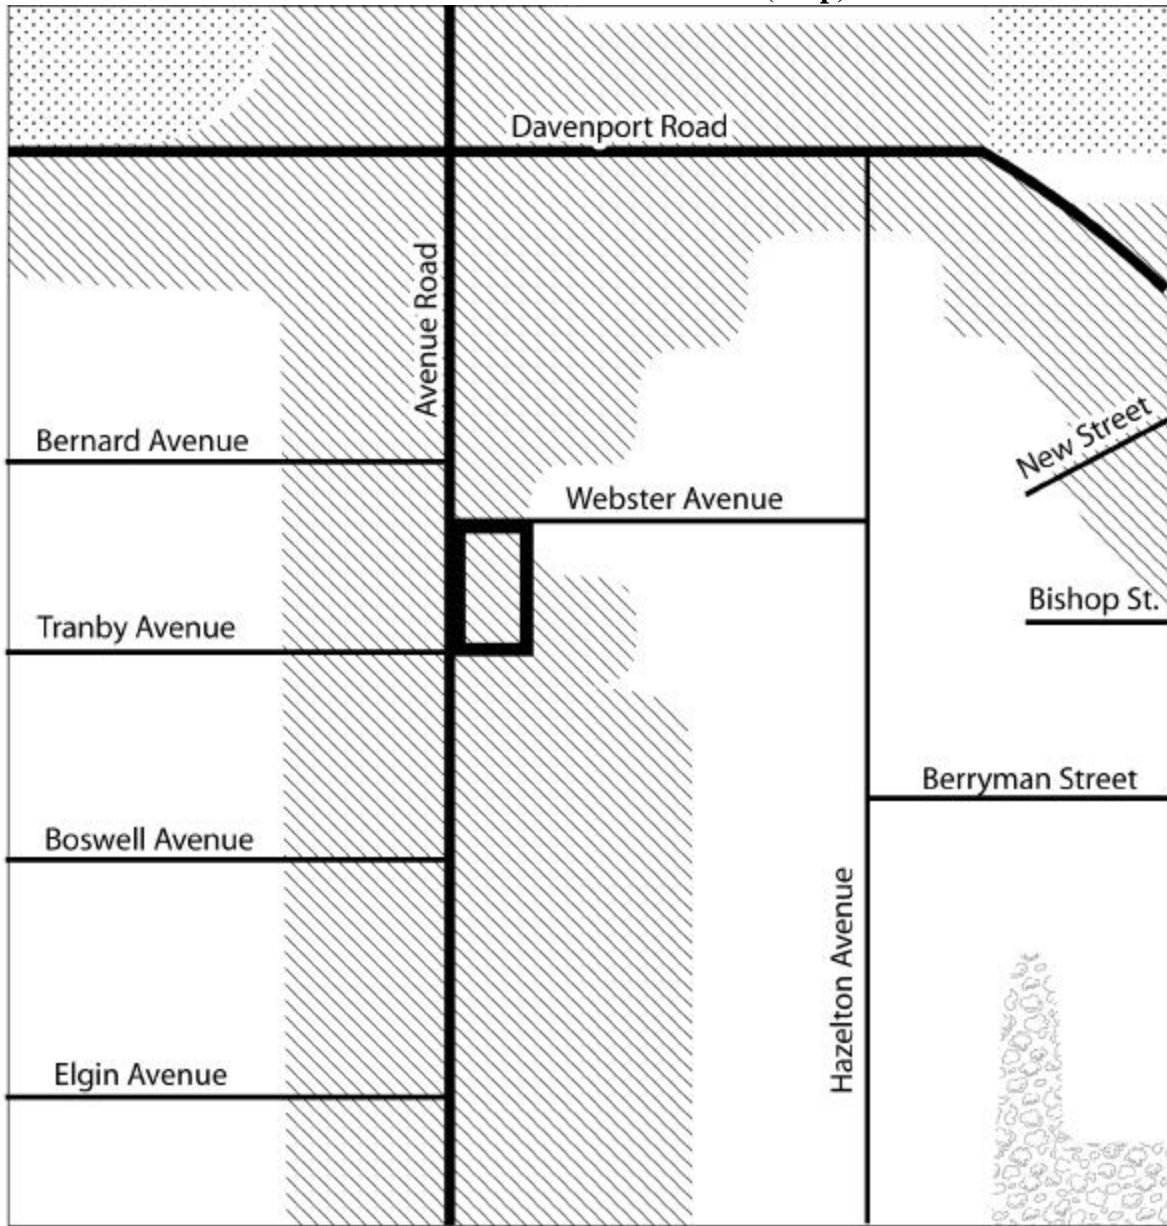 Davenport Road
Avenue Road
Bernard Avenue
New Street
Webster Avenue
Bishop St.
Tranby Avenue
Berryman Street
Boswell Avenue
Hazelton Avenue
Elgin Avenue